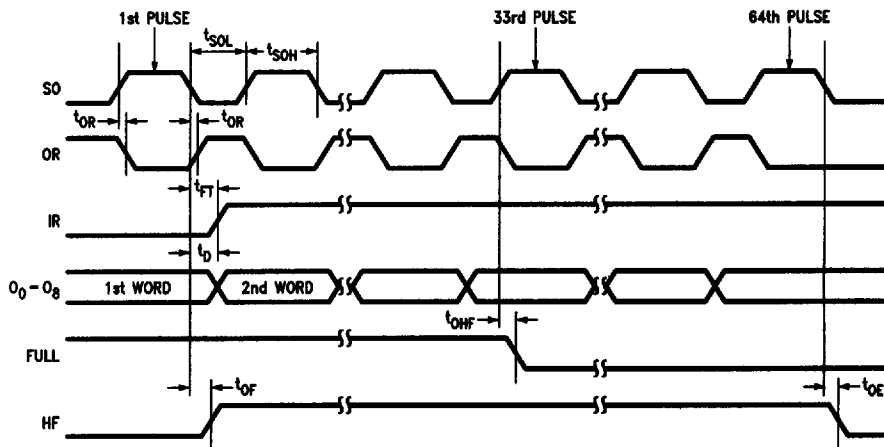 1st PULSE
33rd PULSE
64th PULSE
tSOL
tSOH
SO
tOR
tOR
OR
tFT
IR
tD
O0 – O8
1st WORD
2nd WORD
tOHF
FULL
tOF
tOE
HF